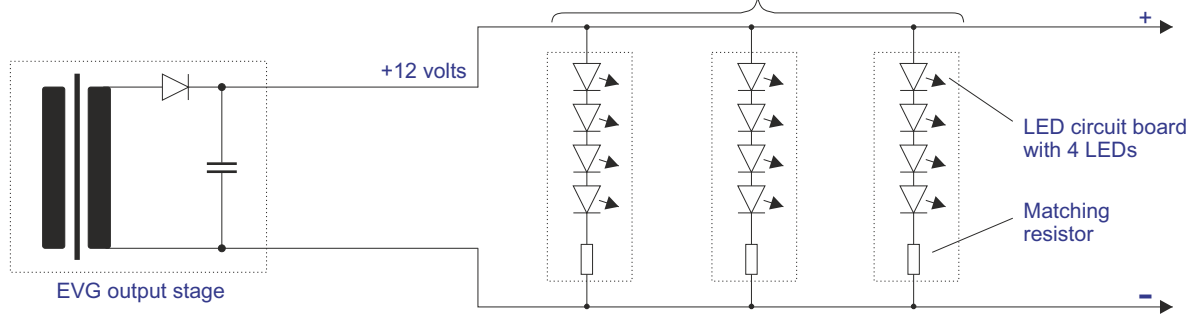 +
+12 volts
LED circuit board
with 4 LEDs
Matching
resistor
EVG output stage
−